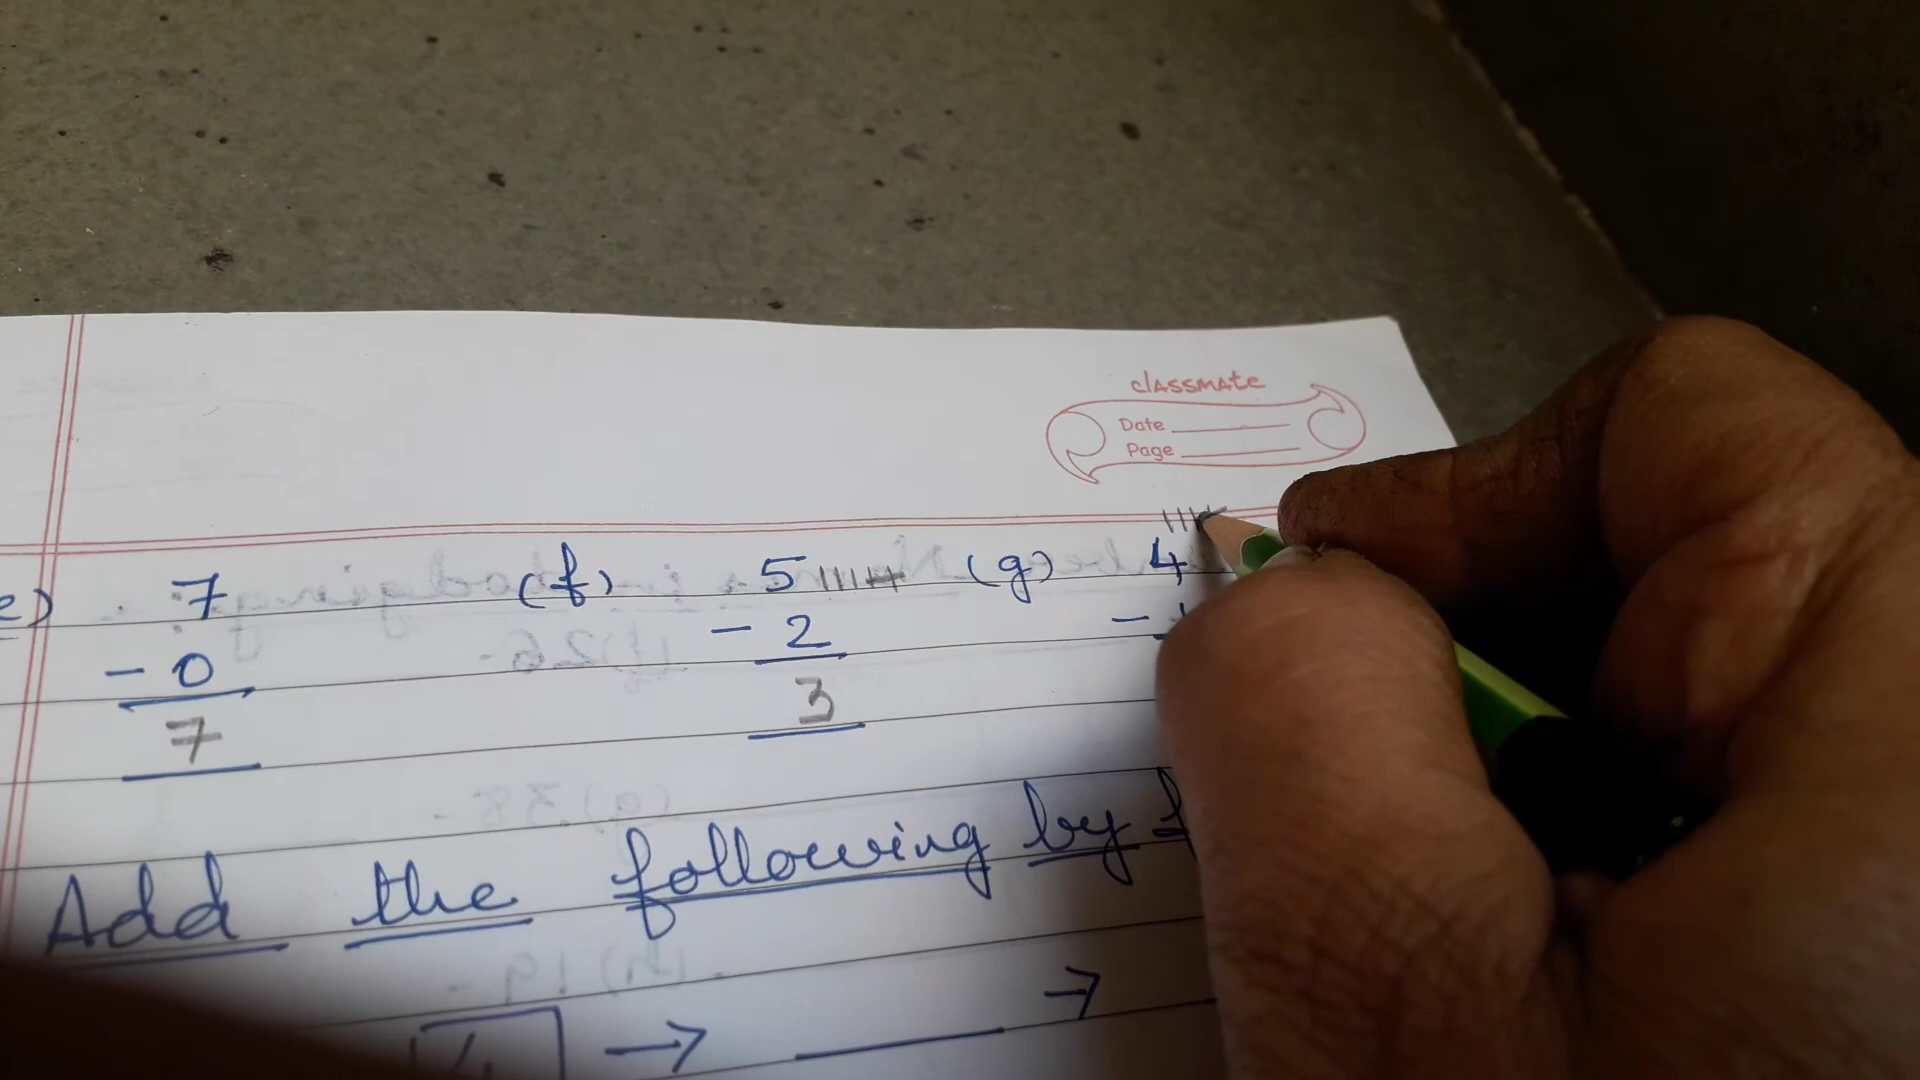 classmate
Date
Page
e) 7 (f) 5 (g) 4
- 0 - 2 -
7 3
Add the following by
→ →